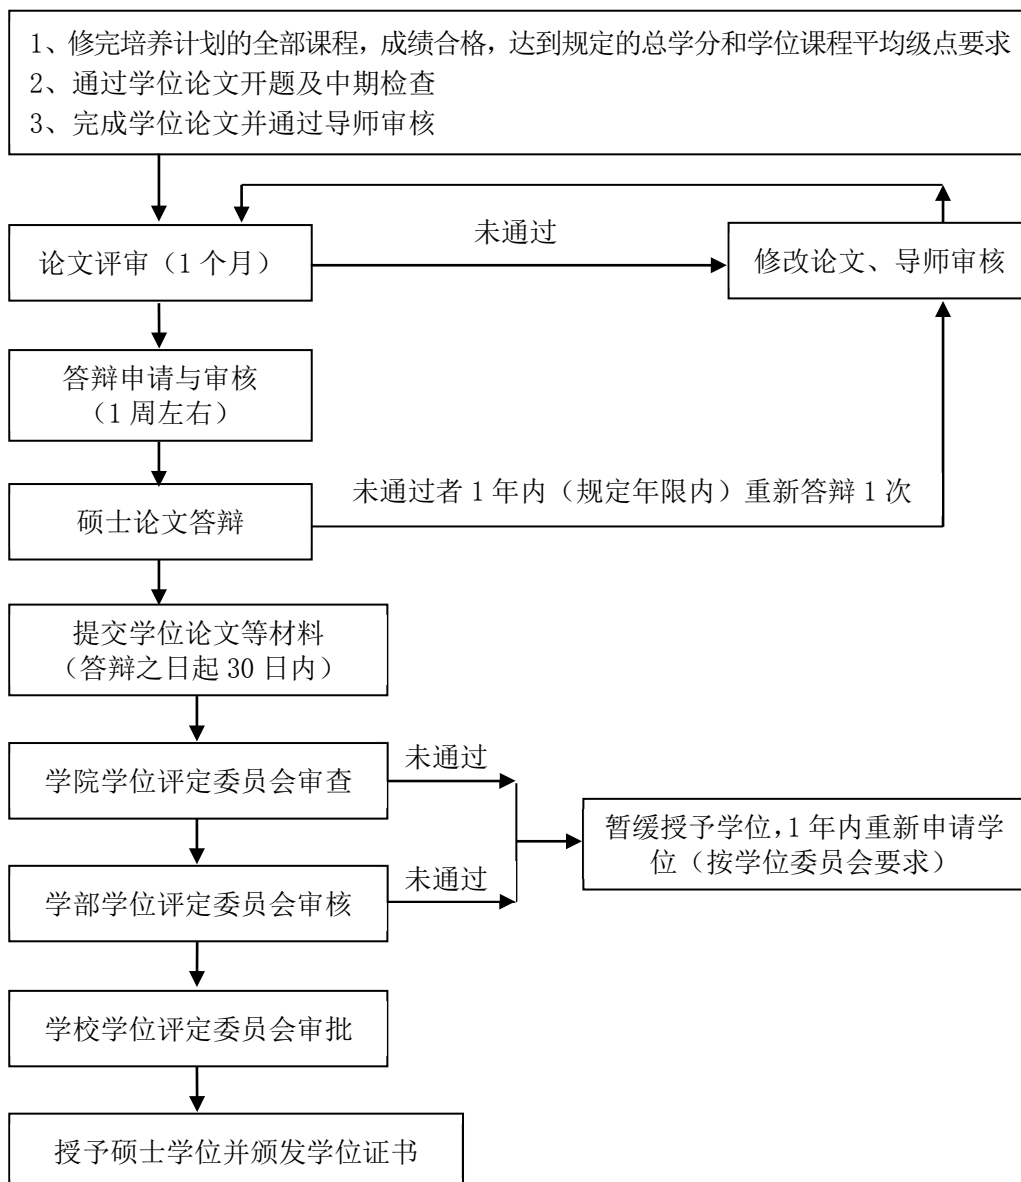 1、修完培养计划的全部课程，成绩合格，达到规定的总学分和学位课程平均级点要求
2、通过学位论文开题及中期检查
3、完成学位论文并通过导师审核
论文评审（1 个月）
未通过
修改论文、导师审核
答辩申请与审核
（1 周左右）
硕士论文答辩
未通过者 1 年内（规定年限内）重新答辩 1 次
提交学位论文等材料
（答辩之日起 30 日内）
学院学位评定委员会审查
未通过
暂缓授予学位，1 年内重新申请学
位（按学位委员会要求）
学部学位评定委员会审核
未通过
学校学位评定委员会审批
授予硕士学位并颁发学位证书